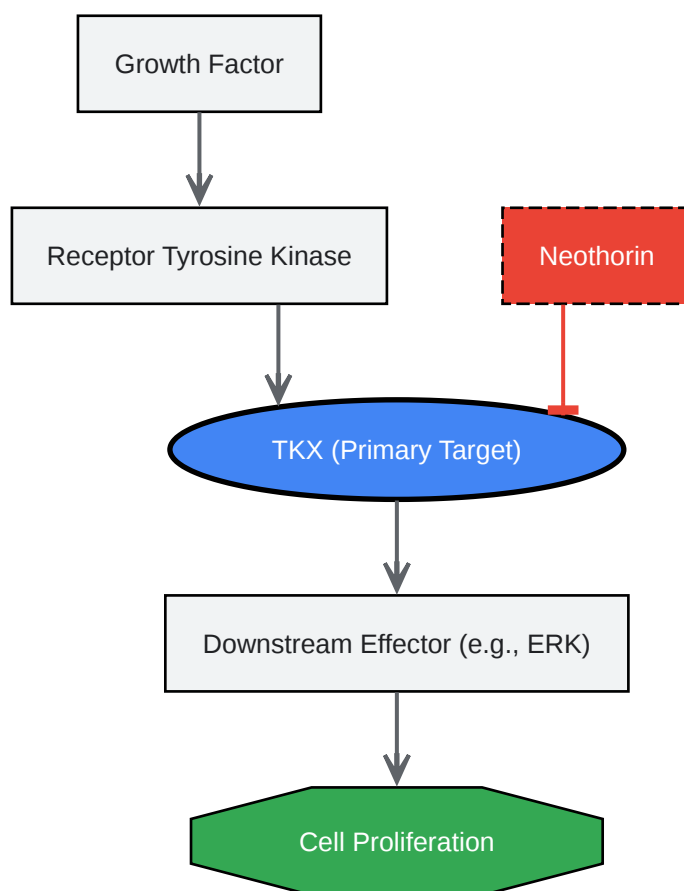 Growth Factor
Receptor Tyrosine Kinase
Neothorin
TKX (Primary Target)
Downstream Effector (e.g., ERK)
Cell Proliferation